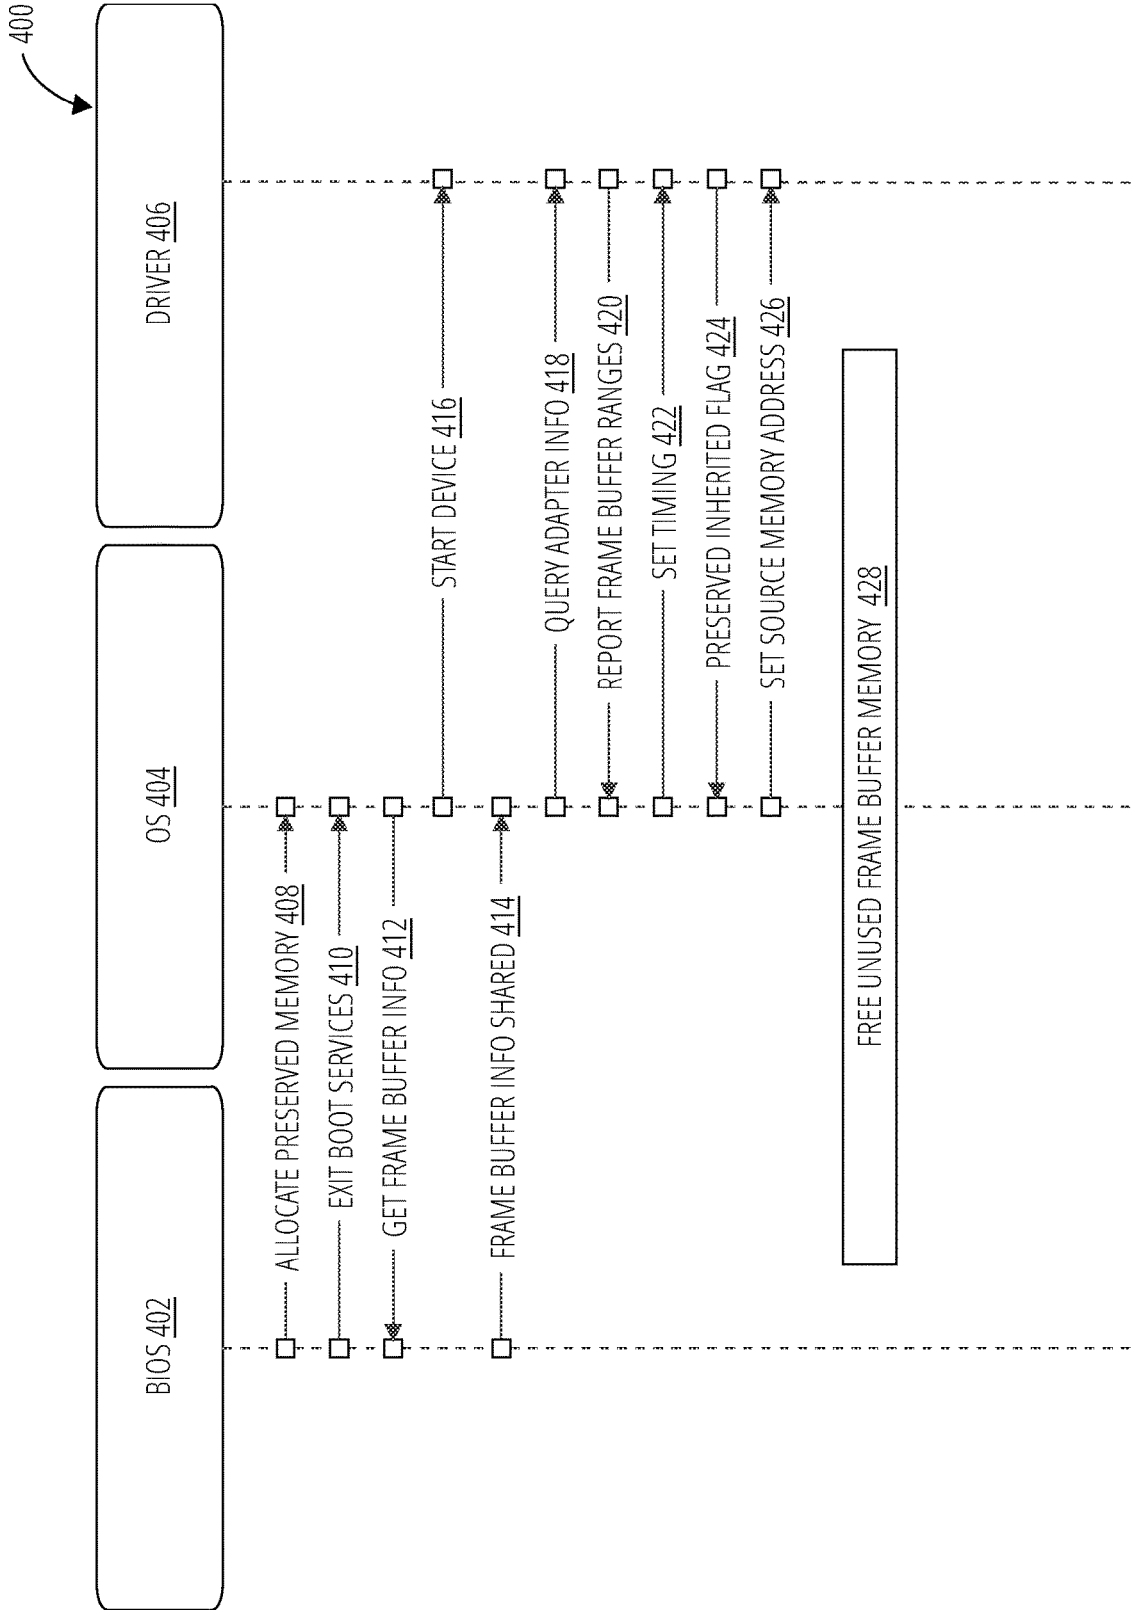 400
BIOS 402
OS 404
DRIVER 406
ALLOCATE PRESERVED MEMORY 408
EXIT BOOT SERVICES 410
GET FRAME BUFFER INFO 412
START DEVICE 416
FRAME BUFFER INFO SHARED 414
QUERY ADAPTER INFO 418
REPORT FRAME BUFFER RANGES 420
SET TIMING 422
PRESERVED INHERITED FLAG 424
SET SOURCE MEMORY ADDRESS 426
FREE UNUSED FRAME BUFFER MEMORY 428